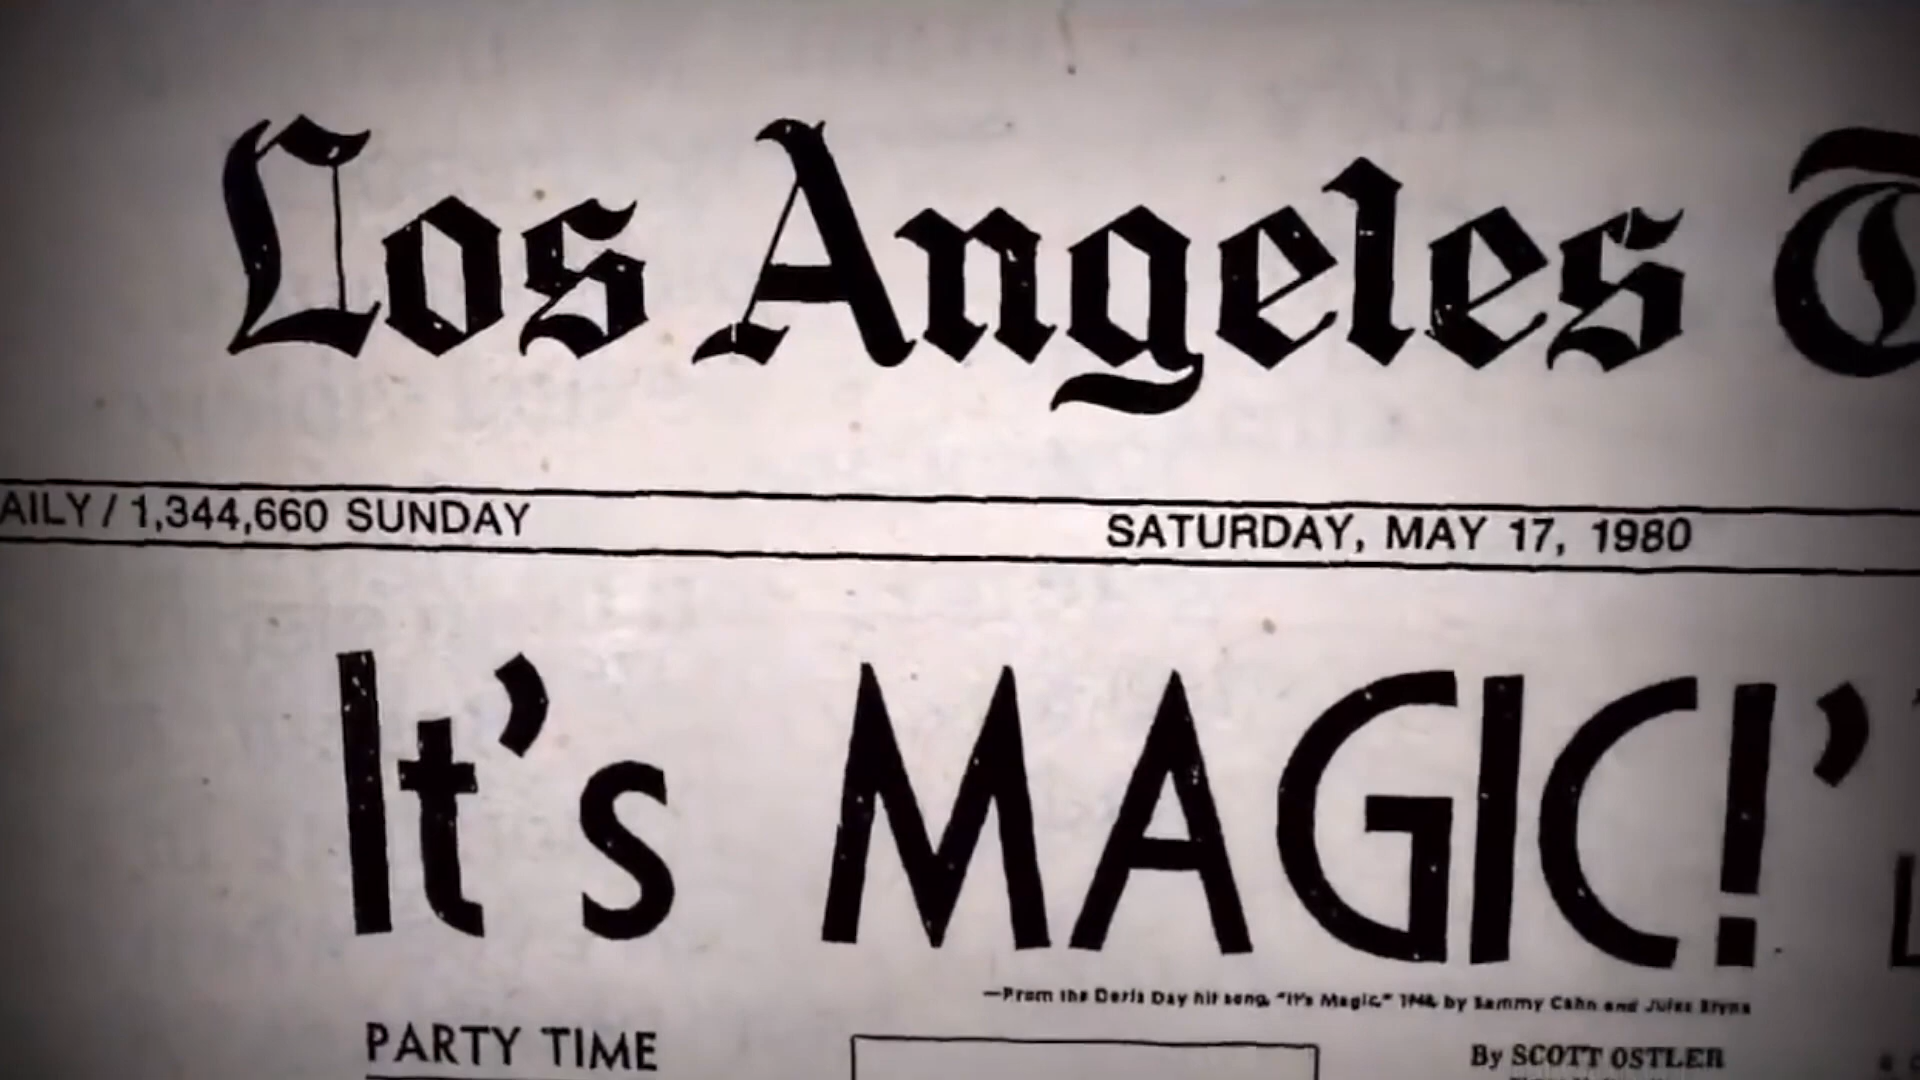 Los Angeles T
AILY / 1,344,660 SUNDAY SATURDAY, MAY 17, 1980
It's MAGIC!' L
—From the Doris Day hit song, "It's Magic," by Sammy Cahn and Jules Styne
PARTY TIME
By SCOTT OSTLER